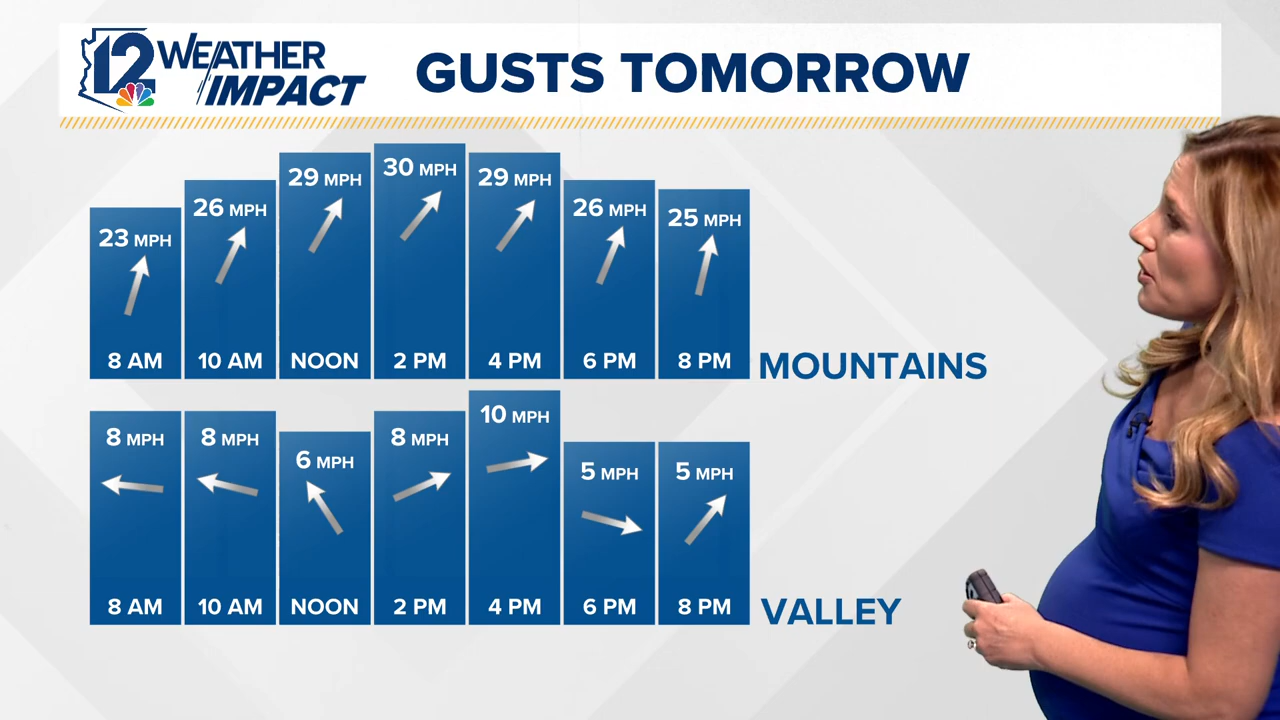 12 WEATHER IMPACT
GUSTS TOMORROW
23 MPH 26 MPH 29 MPH 30 MPH 29 MPH 26 MPH 25 MPH
8 AM 10 AM NOON 2 PM 4 PM 6 PM 8 PM MOUNTAINS
8 MPH 8 MPH 6 MPH 8 MPH 10 MPH 5 MPH 5 MPH
8 AM 10 AM NOON 2 PM 4 PM 6 PM 8 PM VALLEY